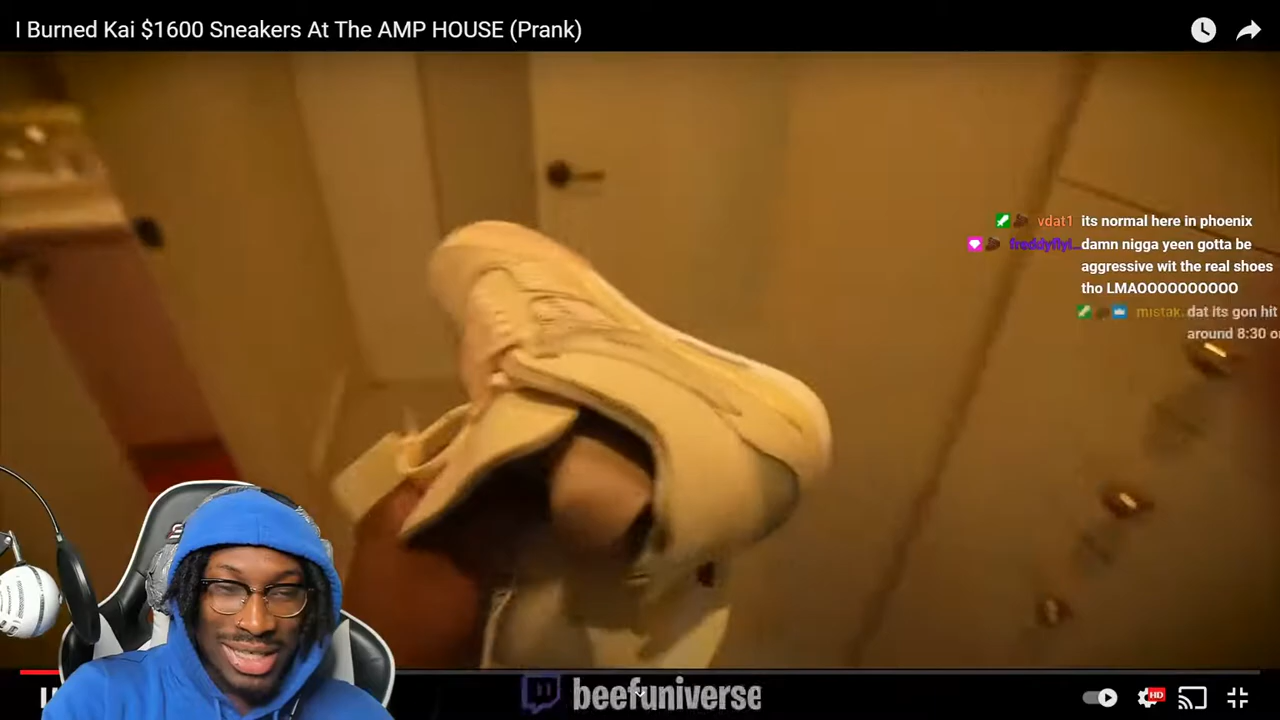 I Burned Kai $1600 Sneakers At The AMP HOUSE (Prank)
vdat1 its normal here in phoenix
damn nigga yeen gotta be
aggressive wit the real shoes
tho LMAOOOOOOOOOO
mistak.. dat its gon hit
around 8:30
beefuniverse
HD